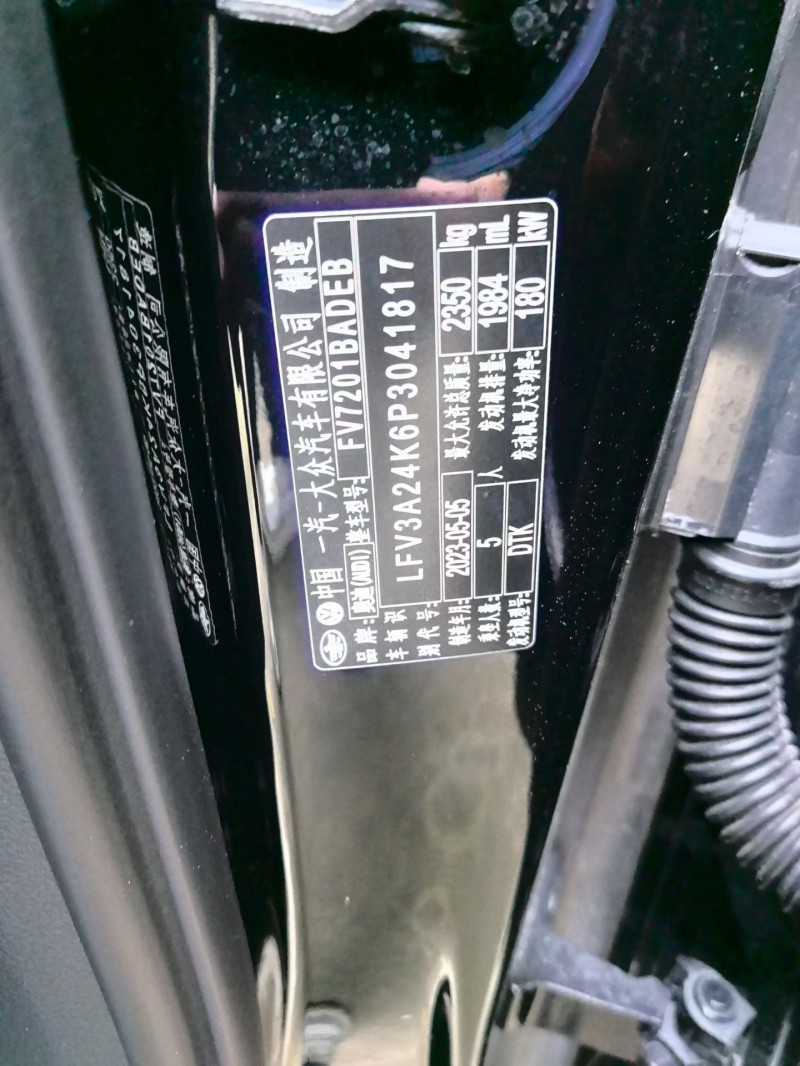 中国 一汽-大众汽车有限公司 制造
品牌: 奥迪(AUDI) 整车型号: FV7201BADEB
车辆识别代号: LFV3A24K6P3041817
制造年月: 2023-05-05 最大允许总质量: 2350 kg
乘坐人数: 5 人 发动机排量: 1984 mL
发动机型号: DTK 发动机最大净功率: 180 kW